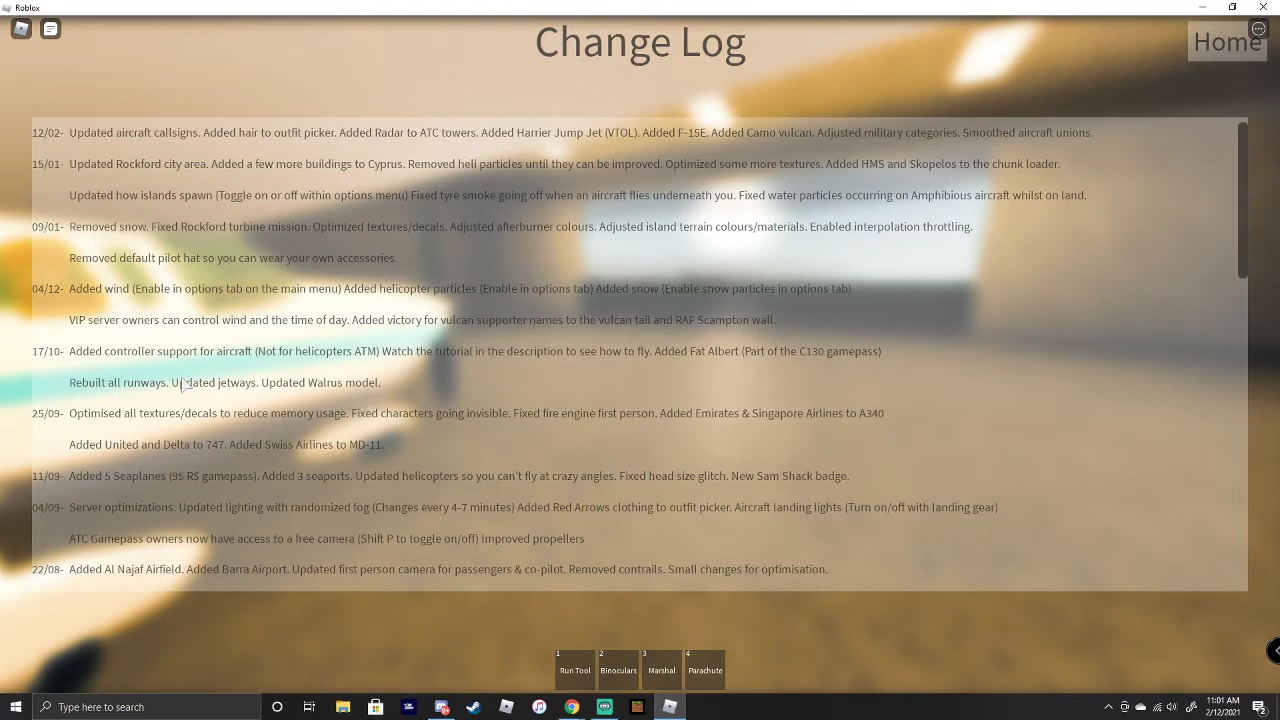 Roblox
Change Log
Home
12/02- Updated aircraft callsigns. Added hair to outfit picker. Added Radar to ATC towers. Added Harrier Jump Jet (VTOL). Added F-15E. Added Camo vulcan. Adjusted military categories. Smoothed aircraft unions.
15/01- Updated Rockford city area. Added a few more buildings to Cyprus. Removed heli particles until they can be improved. Optimized some more textures. Added HMS and Skopelos to the chunk loader.
Updated how islands spawn (Toggle on or off within options menu) Fixed tyre smoke going off when an aircraft flies underneath you. Fixed water particles occurring on Amphibious aircraft whilst on land.
09/01- Removed snow. Fixed Rockford turbine mission. Optimized textures/decals. Adjusted afterburner colours. Adjusted island terrain colours/materials. Enabled interpolation throttling.
Removed default pilot hat so you can wear your own accessories.
04/12- Added wind (Enable in options tab on the main menu) Added helicopter particles (Enable in options tab) Added snow (Enable snow particles in options tab)
VIP server owners can control wind and the time of day. Added victory for vulcan supporter names to the vulcan tail and RAF Scampton wall.
17/10- Added controller support for aircraft (Not for helicopters ATM) Watch the tutorial in the description to see how to fly. Added Fat Albert (Part of the C130 gamepass)
Rebuilt all runways. Updated jetways. Updated Walrus model.
25/09- Optimised all textures/decals to reduce memory usage. Fixed characters going invisible. Fixed fire engine first person. Added Emirates & Singapore Airlines to A340
Added United and Delta to 747. Added Swiss Airlines to MD-11.
11/09- Added 5 Seaplanes (95 R$ gamepass). Added 3 seaports. Updated helicopters so you can't fly at crazy angles. Fixed head size glitch. New Sam Shack badge.
04/09- Server optimizations. Updated lighting with randomized fog (Changes every 4-7 minutes) Added Red Arrows clothing to outfit picker. Aircraft landing lights (Turn on/off with landing gear)
ATC Gamepass owners now have access to a free camera (Shift P to toggle on/off) Improved propellers
22/08- Added Al Najaf Airfield. Added Barra Airport. Updated first person camera for passengers & co-pilot. Removed contrails. Small changes for optimisation.
1 2 3 4
Run Tool Binoculars Marshal Parachute
Type here to search
11:01 AM
2/12/2021